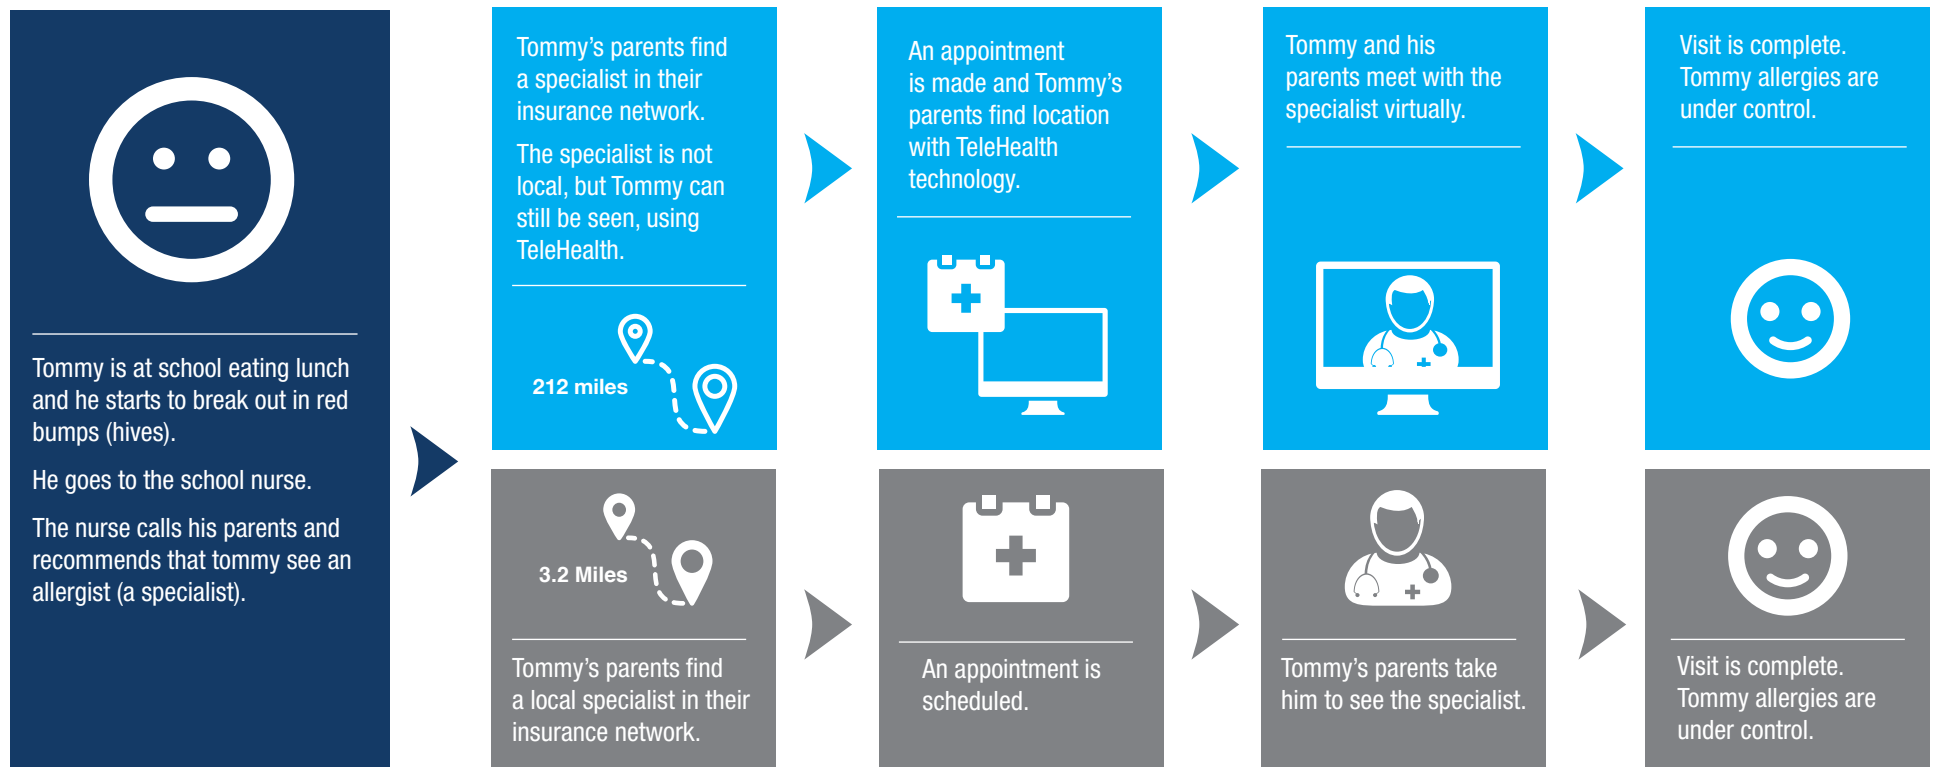 Tommy is at school eating lunch
and he starts to break out in red
bumps (hives).
He goes to the school nurse.
The nurse calls his parents and
recommends that tommy see an
allergist (a specialist).
Tommy’s parents find
a specialist in their
insurance network.
The specialist is not
local, but Tommy can
still be seen, using
TeleHealth.
212 miles
An appointment
is made and Tommy’s
parents find location
with TeleHealth
technology.
Tommy and his
parents meet with the
specialist virtually.
Visit is complete.
Tommy allergies are
under control.
3.2 Miles
Tommy’s parents find
a local specialist in their
insurance network.
An appointment is
scheduled.
Tommy’s parents take
him to see the specialist.
Visit is complete.
Tommy allergies are
under control.